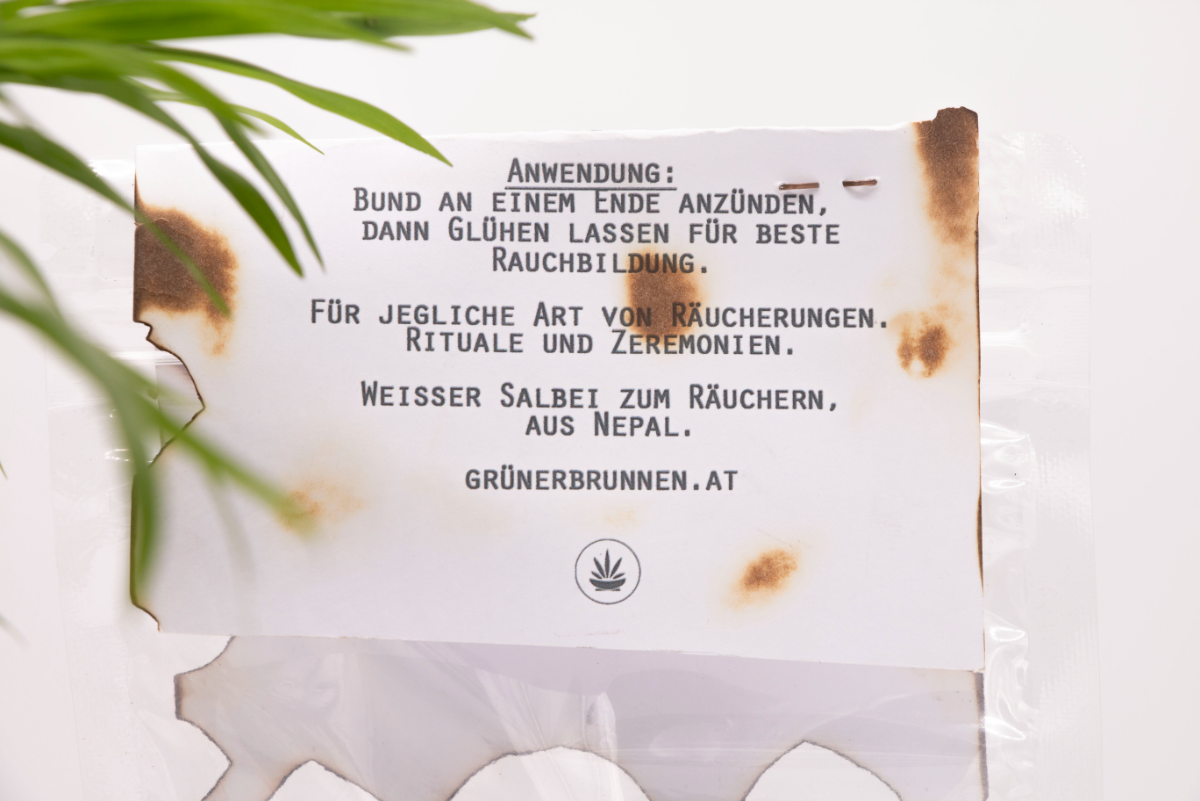 ANWENDUNG:
BUND AN EINEM ENDE ANZÜNDEN,
DANN GLÜHEN LASSEN FÜR BESTE
RAUCHBILDUNG.
FÜR JEGLICHE ART VON RÄUCHERUNGEN.
RITUALE UND ZEREMONIEN.
WEISSER SALBEI ZUM RÄUCHERN,
AUS NEPAL.
GRÜNERBRUNNEN.AT